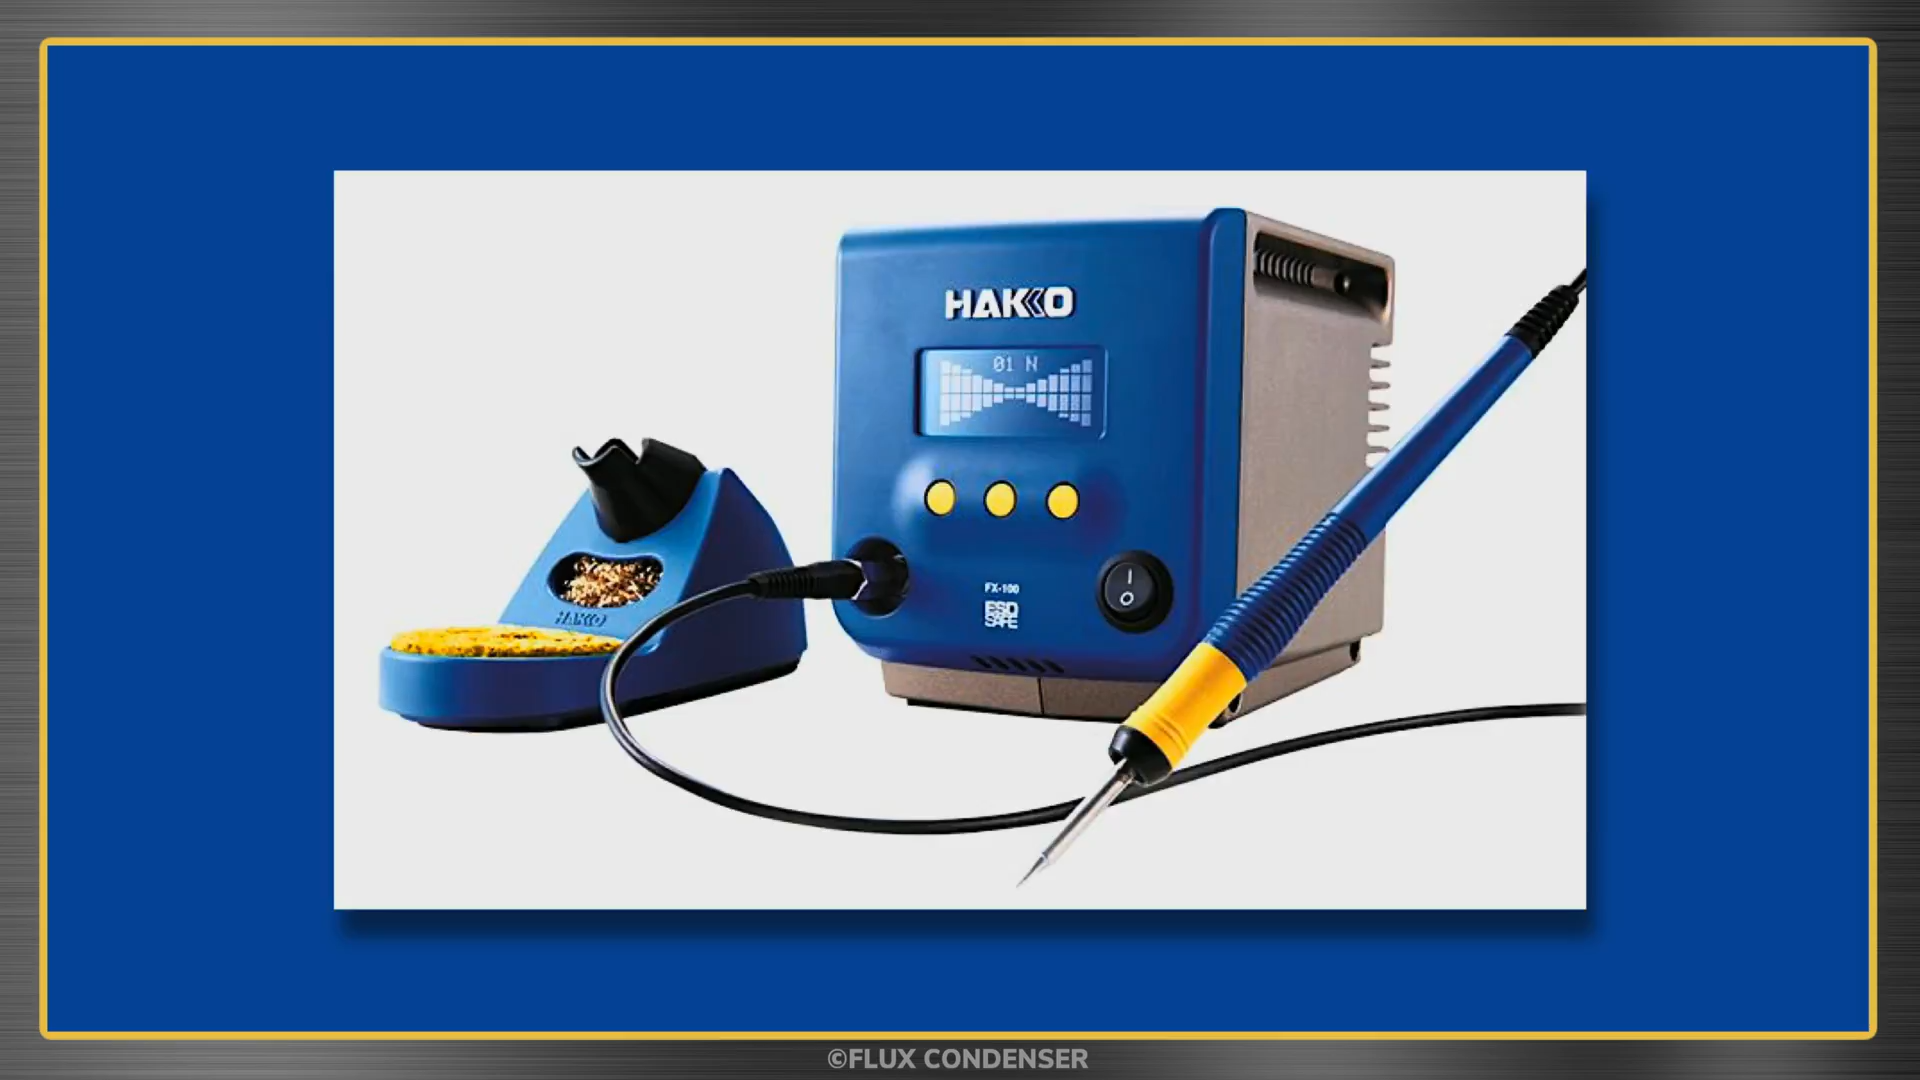 HAKKO
01 N
FX-100
ESD
SAFE
HAKKO
©FLUX CONDENSER